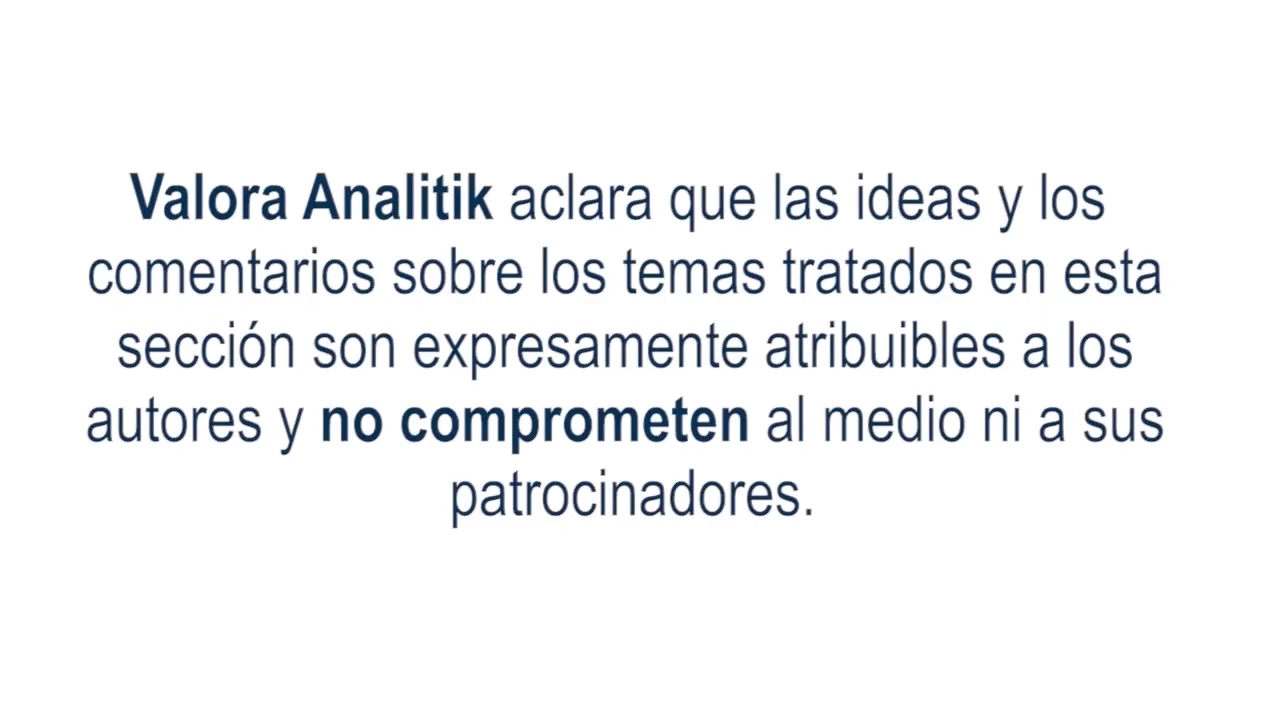 Valora Analitik aclara que las ideas y los
comentarios sobre los temas tratados en esta
sección son expresamente atribuibles a los
autores y no comprometen al medio ni a sus
patrocinadores.